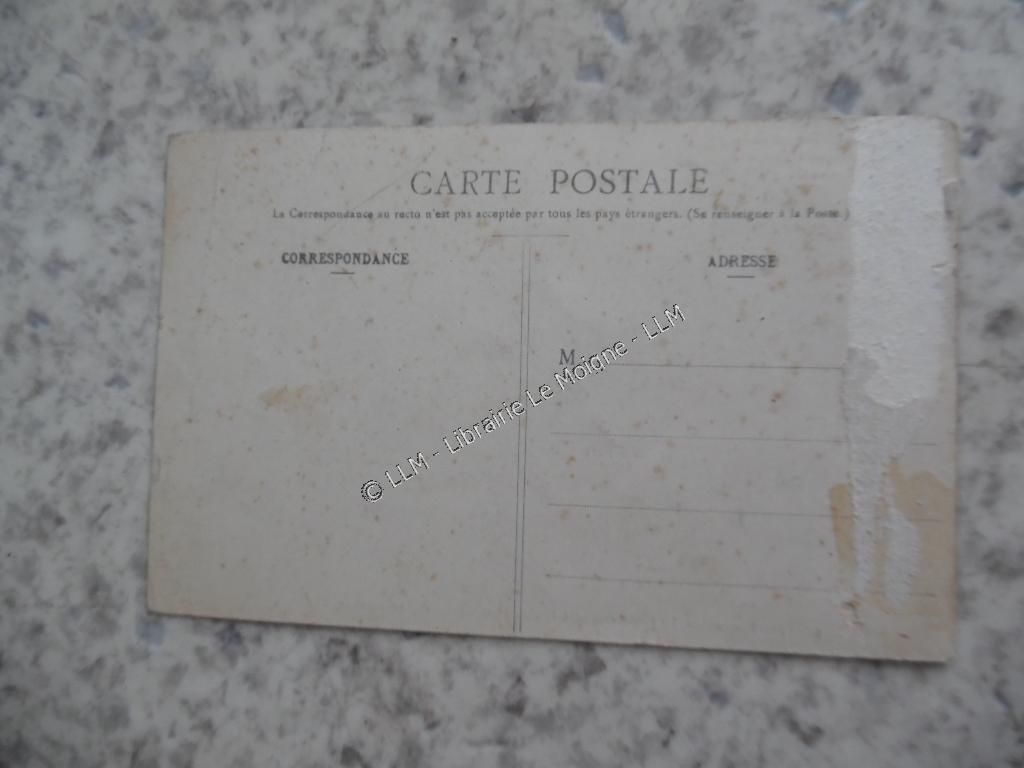 CARTE POSTALE
La Correspondance au recto n'est pas acceptée par tous les pays étrangers. (Se renseigner à la Poste.)
CORRESPONDANCE
ADRESSE
M
© LLM - Librairie Le Moigne - LLM